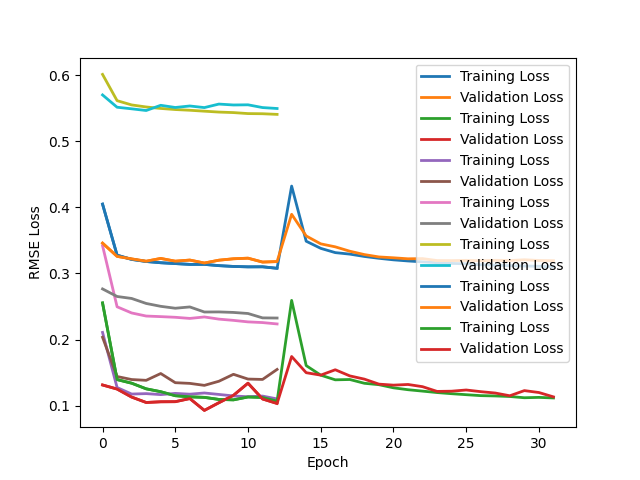 0.6
0.5
0.4
0.3
0.2
0.1
RMSE Loss
0
5
10
15
20
25
30
Epoch
Training Loss
Validation Loss
Training Loss
Validation Loss
Training Loss
Validation Loss
Training Loss
Validation Loss
Training Loss
Validation Loss
Training Loss
Validation Loss
Training Loss
Validation Loss